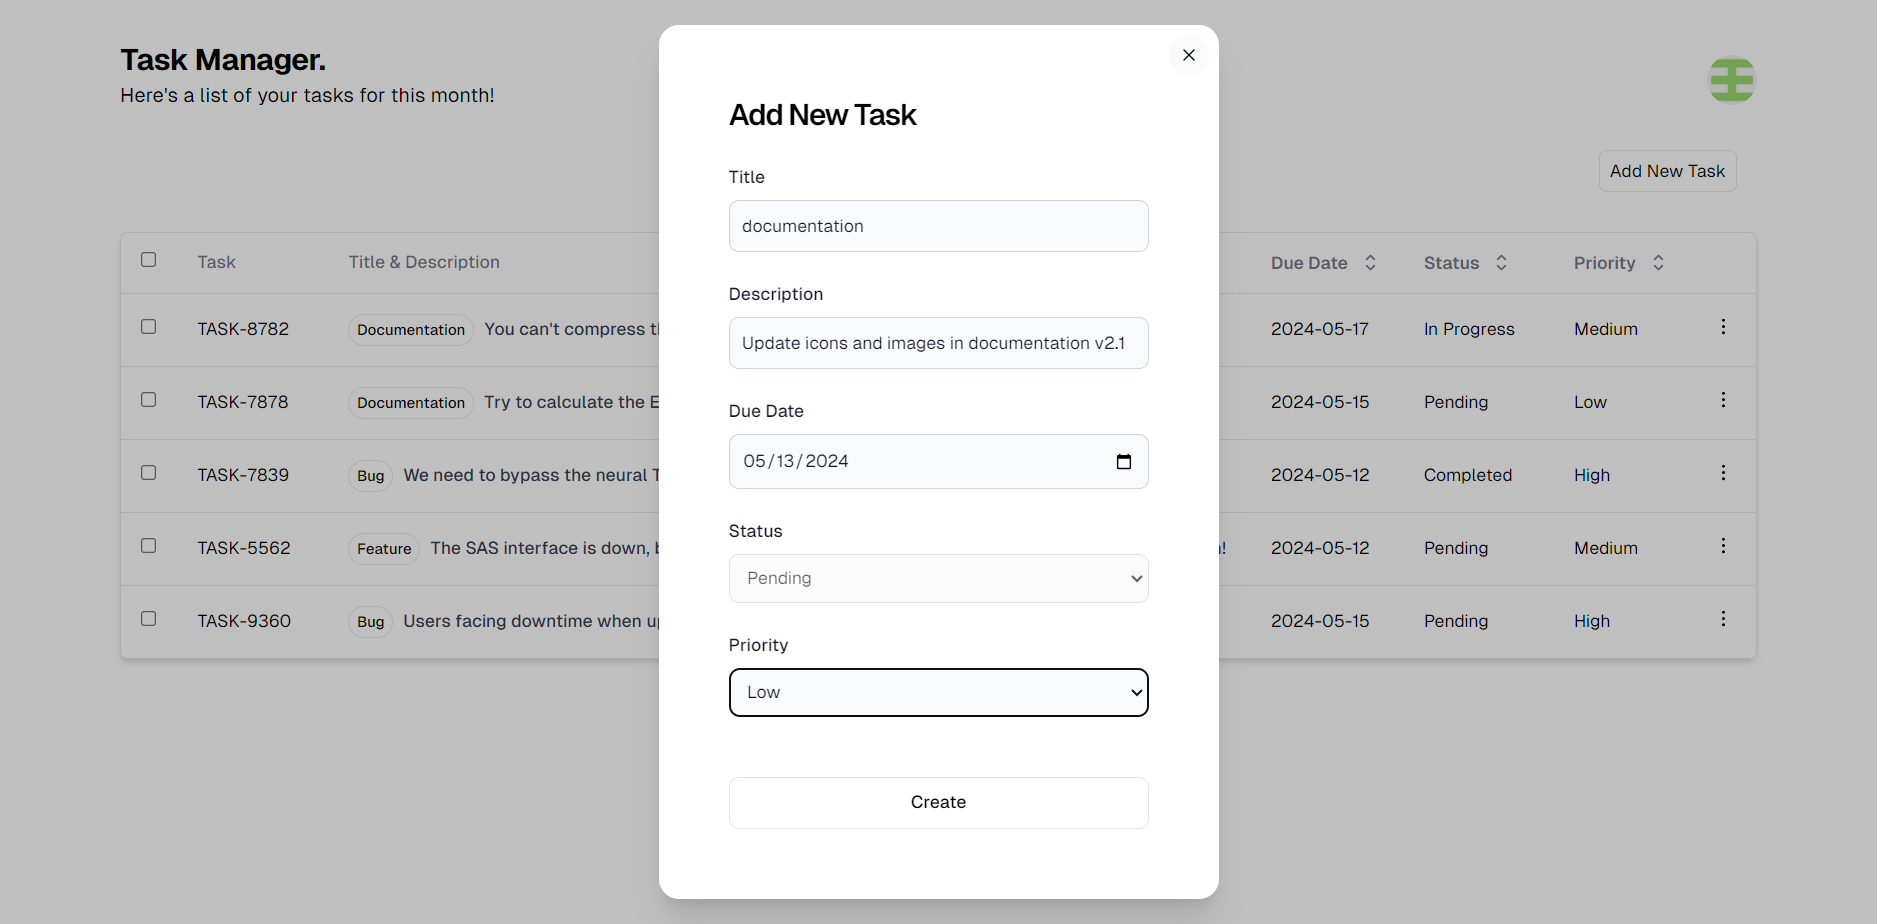 Task Manager.
Here's a list of your tasks for this month!
Add New Task
Task Title & Description Due Date Status Priority
TASK-8782 Documentation You can't compress 2024-05-17 In Progress Medium
TASK-7878 Documentation Try to calculate the 2024-05-15 Pending Low
TASK-7839 Bug We need to bypass the neural 2024-05-12 Completed High
TASK-5562 Feature The SAS interface is down, 2024-05-12 Pending Medium
TASK-9360 Bug Users facing downtime when 2024-05-15 Pending High
Add New Task
Title
documentation
Description
Update icons and images in documentation v2.1
Due Date
05/13/2024
Status
Pending
Priority
Low
Create